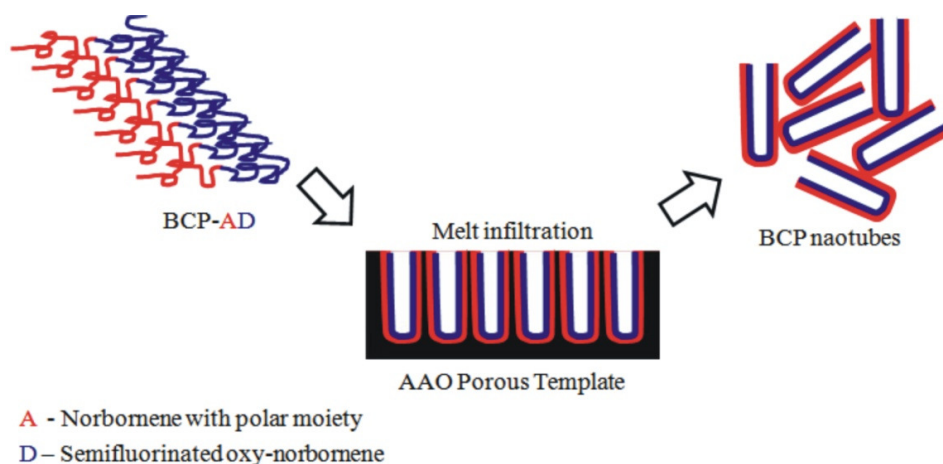 BCP-AD
Melt infiltration
AAO Porous Template
BCP naotubes
A - Norbornene with polar moiety
D – Semifluorinated oxy-norbornene